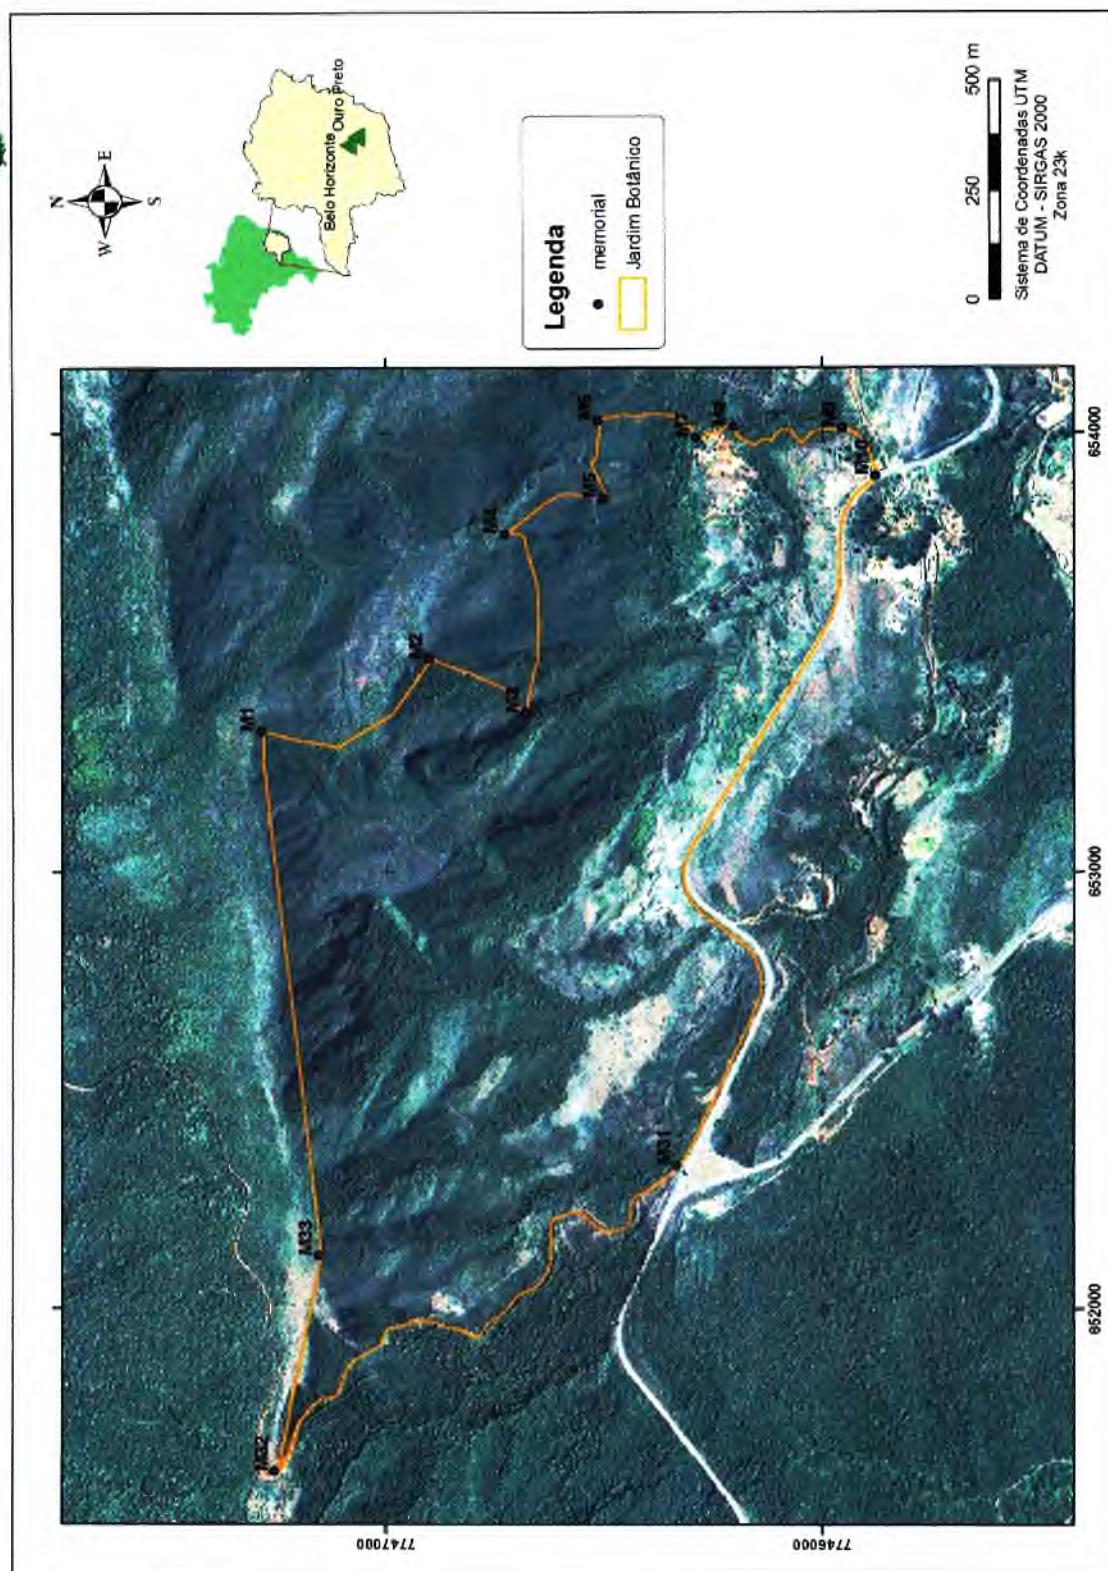 N
W E
S
Belo Horizonte
Ouro Preto
Legenda
memorial
Jardim Botânico
0 250 500 m
Sistema de Coordenadas UTM
DATUM - SIRGAS 2000
Zona 23k
M1
M2
M3
M4
M5
M6
M7
M8
M9
M10
M31
M32
M33
652000
653000
654000
7747000
7746000